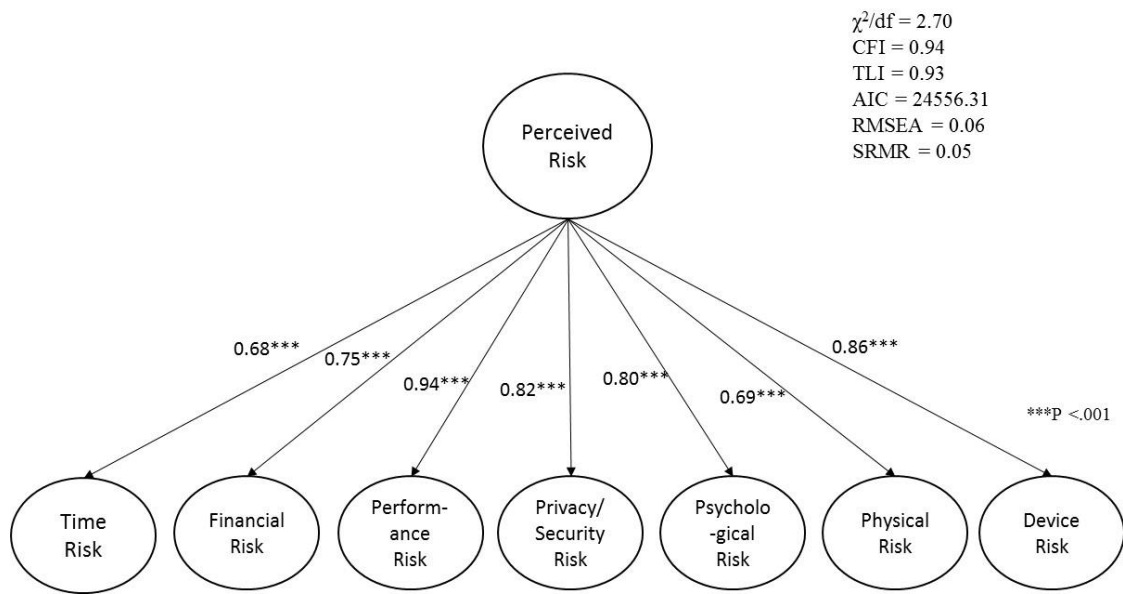 χ²/df = 2.70
CFI = 0.94
TLI = 0.93
AIC = 24556.31
RMSEA = 0.06
SRMR = 0.05
Perceived
Risk
0.68***
0.75***
0.94***
0.82***
0.80***
0.69***
0.86***
***P <.001
Time
Risk
Financial
Risk
Perform-
ance
Risk
Privacy/
Security
Risk
Psycholo
-gical
Risk
Physical
Risk
Device
Risk